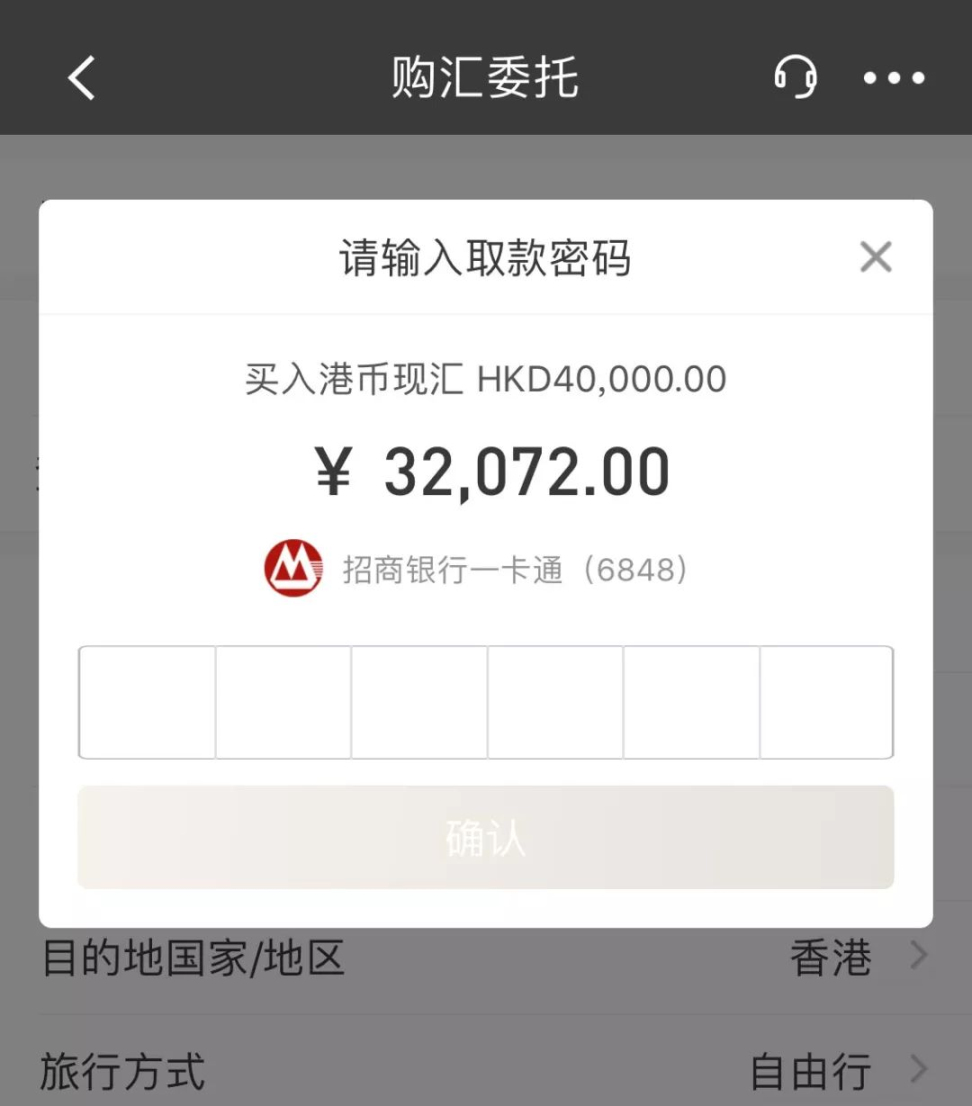 购汇委托
请输入取款密码
买入港币现汇 HKD40,000.00
¥ 32,072.00
招商银行一卡通（6848）
确认
目的地国家/地区 香港
旅行方式 自由行